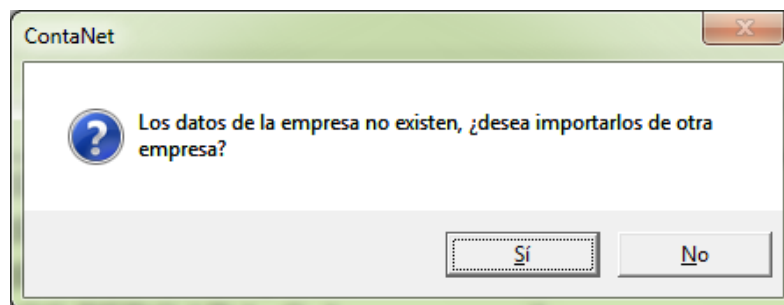 ContaNet
Los datos de la empresa no existen, ¿desea importarlos de otra
empresa?
Sí
No